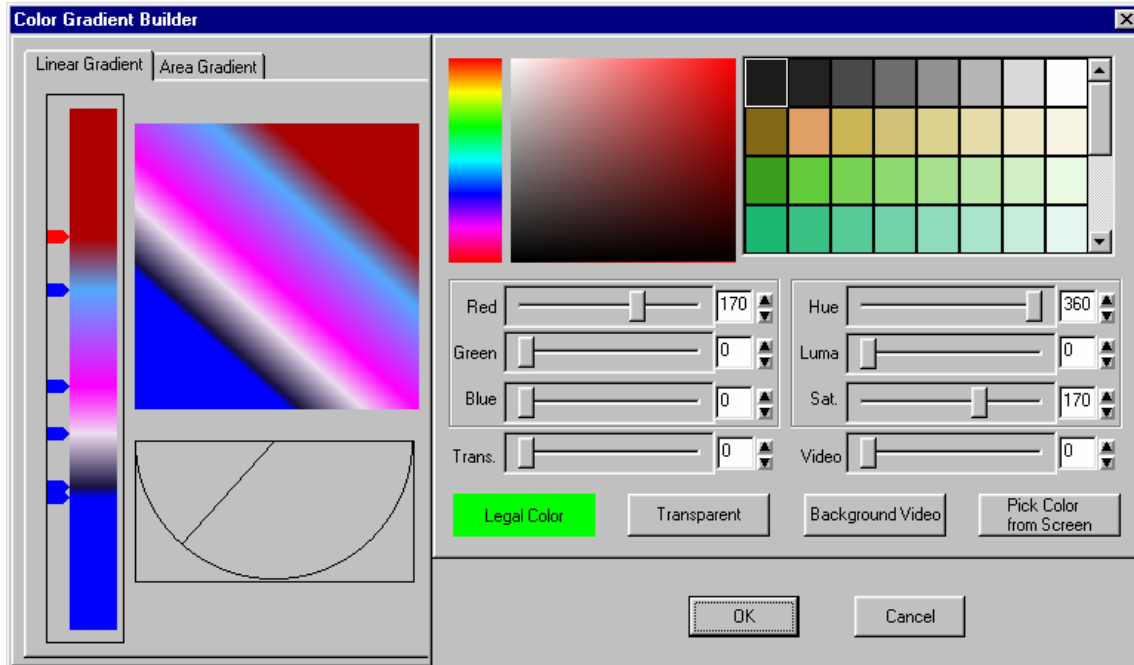 Color Gradient Builder
Linear Gradient
Area Gradient
Red
170
Hue
360
Green
0
Luma
0
Blue
0
Sat.
170
Trans.
0
Video
0
Legal Color
Transparent
Background Video
Pick Color
from Screen
OK
Cancel